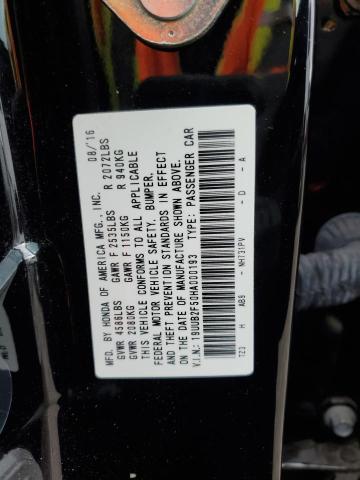 MFD. BY HONDA OF AMERICA MFG., INC. 08/'16
GVWR 4586LBS GAWR F 2535LBS R 2072LBS
GVWR 2080KG GAWR F 1150KG R 940KG
THIS VEHICLE CONFORMS TO ALL APPLICABLE
FEDERAL MOTOR VEHICLE SAFETY, BUMPER,
AND THEFT PREVENTION STANDARDS IN EFFECT
ON THE DATE OF MANUFACTURE SHOWN ABOVE.
V.I.N.: 19UUB2F50HA000193 TYPE: PASSENGER CAR
TZ3 H AB8 - NH731PV - D - A